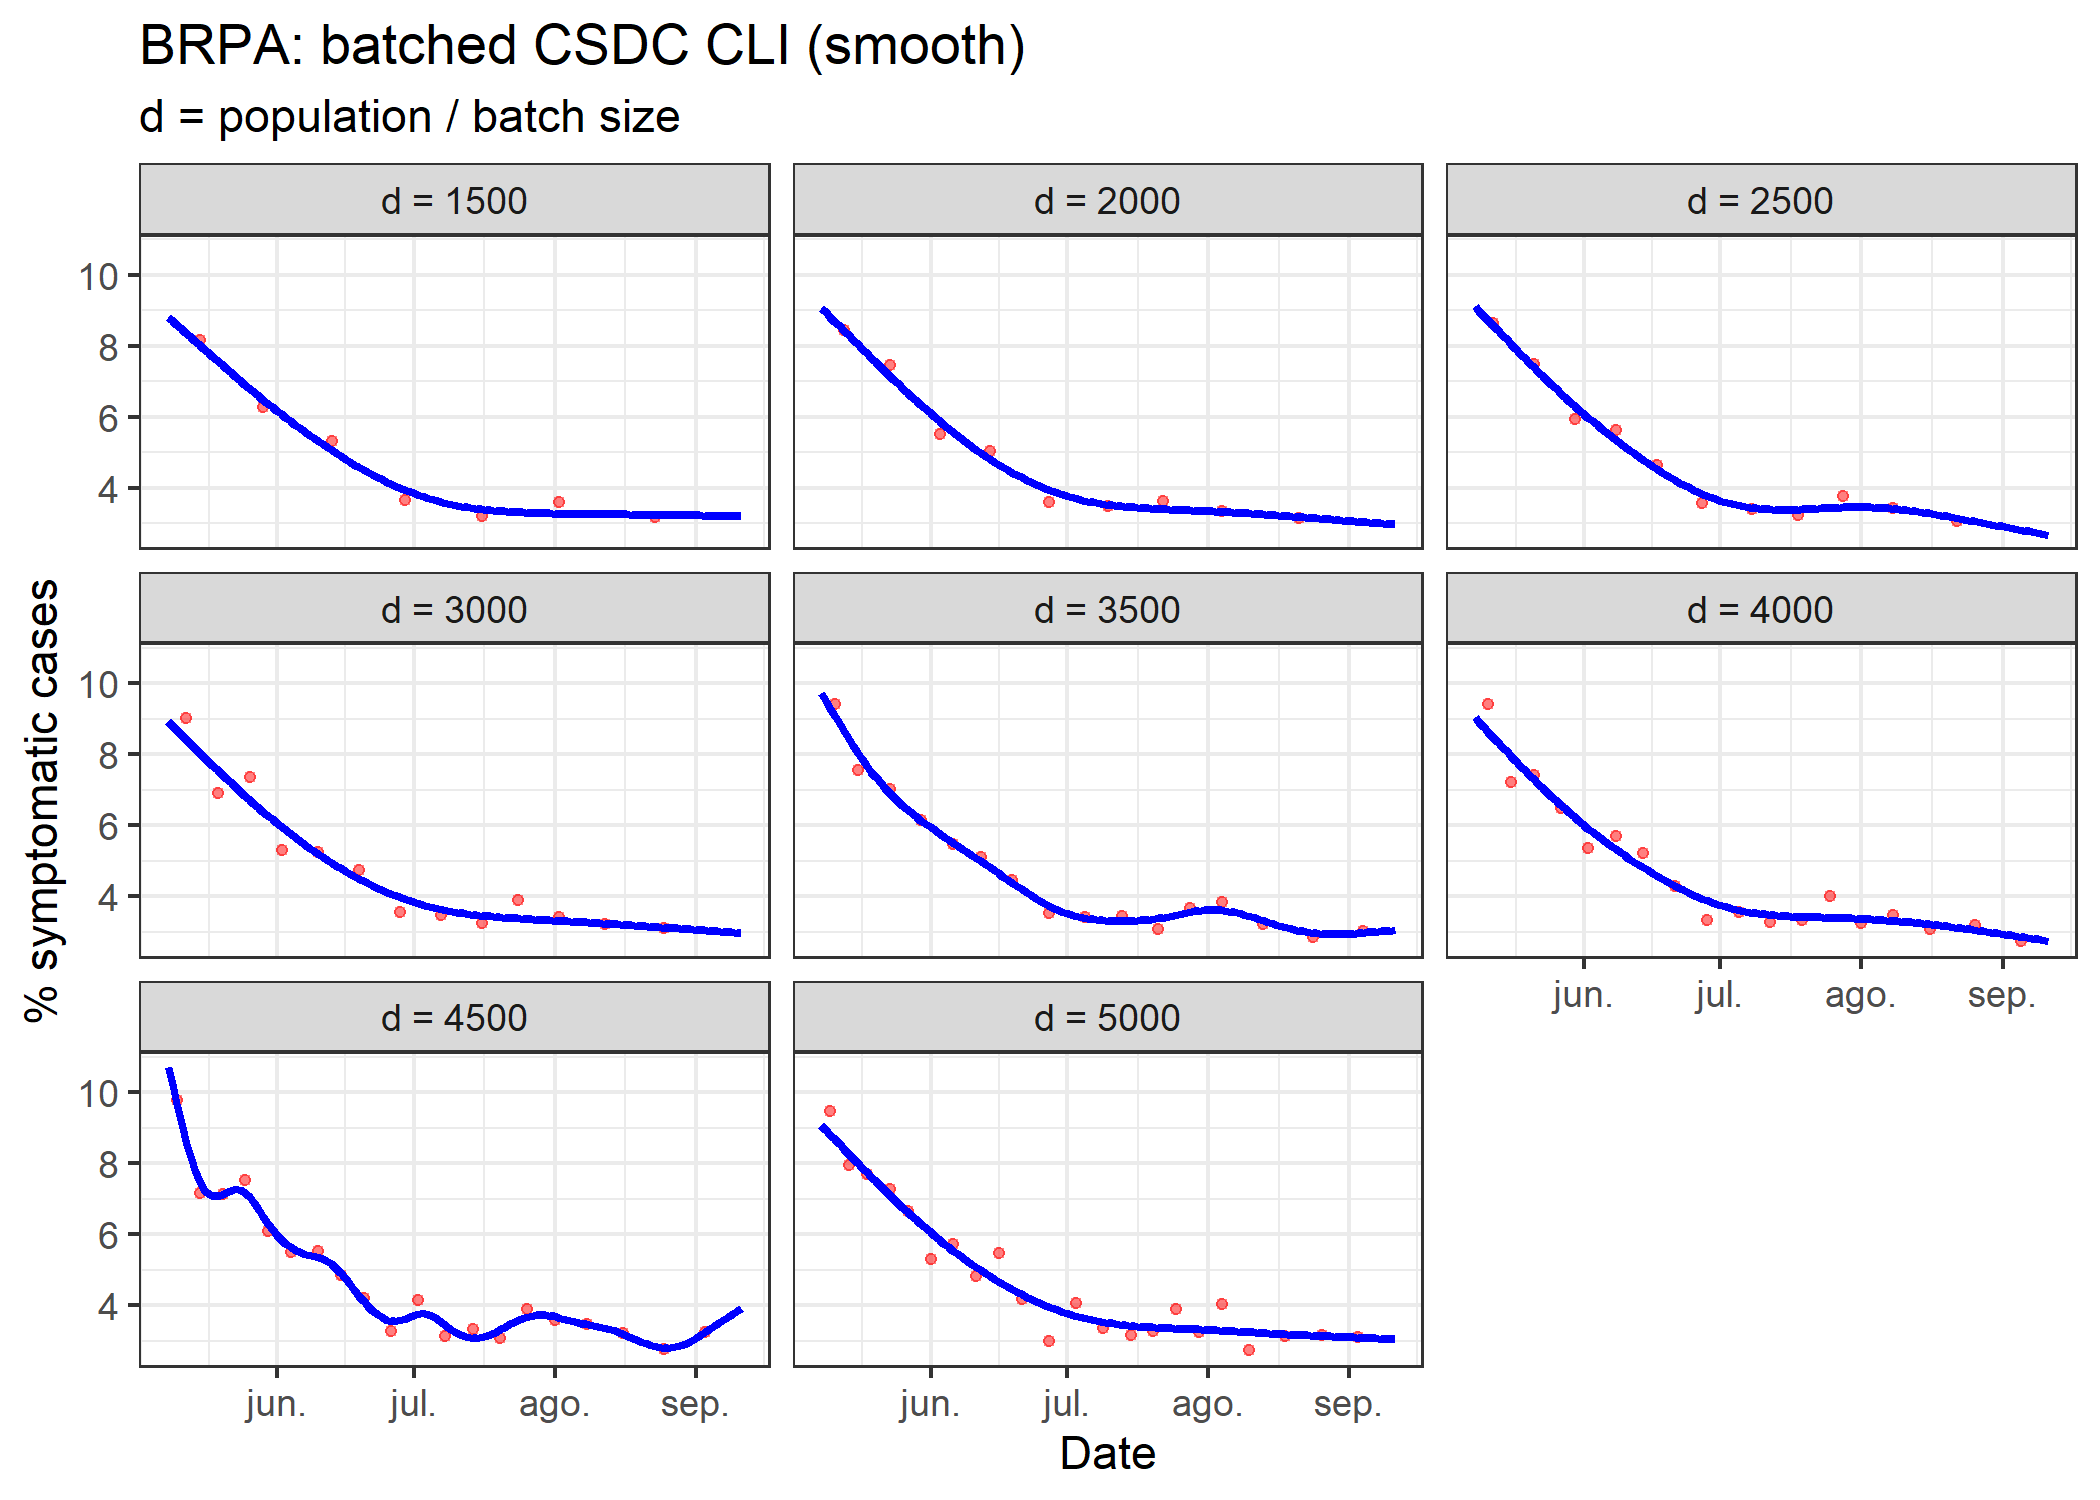 BRPA: batched CSDC CLI (smooth)
d = population / batch size
d = 1500
d = 2000
d = 2500
10
8
6
4
d = 3000
d = 3500
d = 4000
10
8
6
4
jun.
jul.
ago.
sep.
% symptomatic cases
d = 4500
d = 5000
10
8
6
4
jun.
jul.
ago.
sep.
jun.
jul.
ago.
sep.
Date